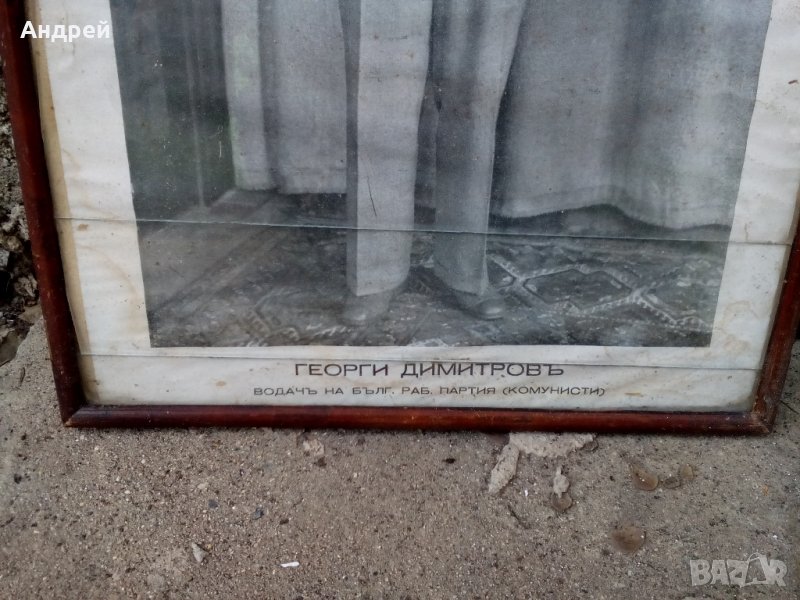 Андрей
ГЕОРГИ ДИМИТРОВЪ
ВОДАЧЪ НА БЪЛГ. РАБ. ПАРТИЯ (КОМУНИСТИ)
BAZAR